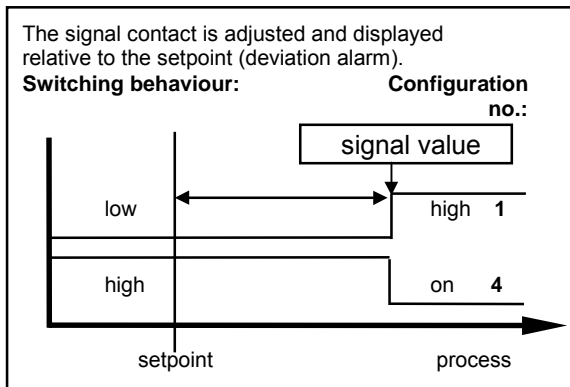 The signal contact is adjusted and displayed
relative to the setpoint (deviation alarm).
Switching behaviour: Configuration
no.:
signal value
low high 1
high on 4
setpoint process